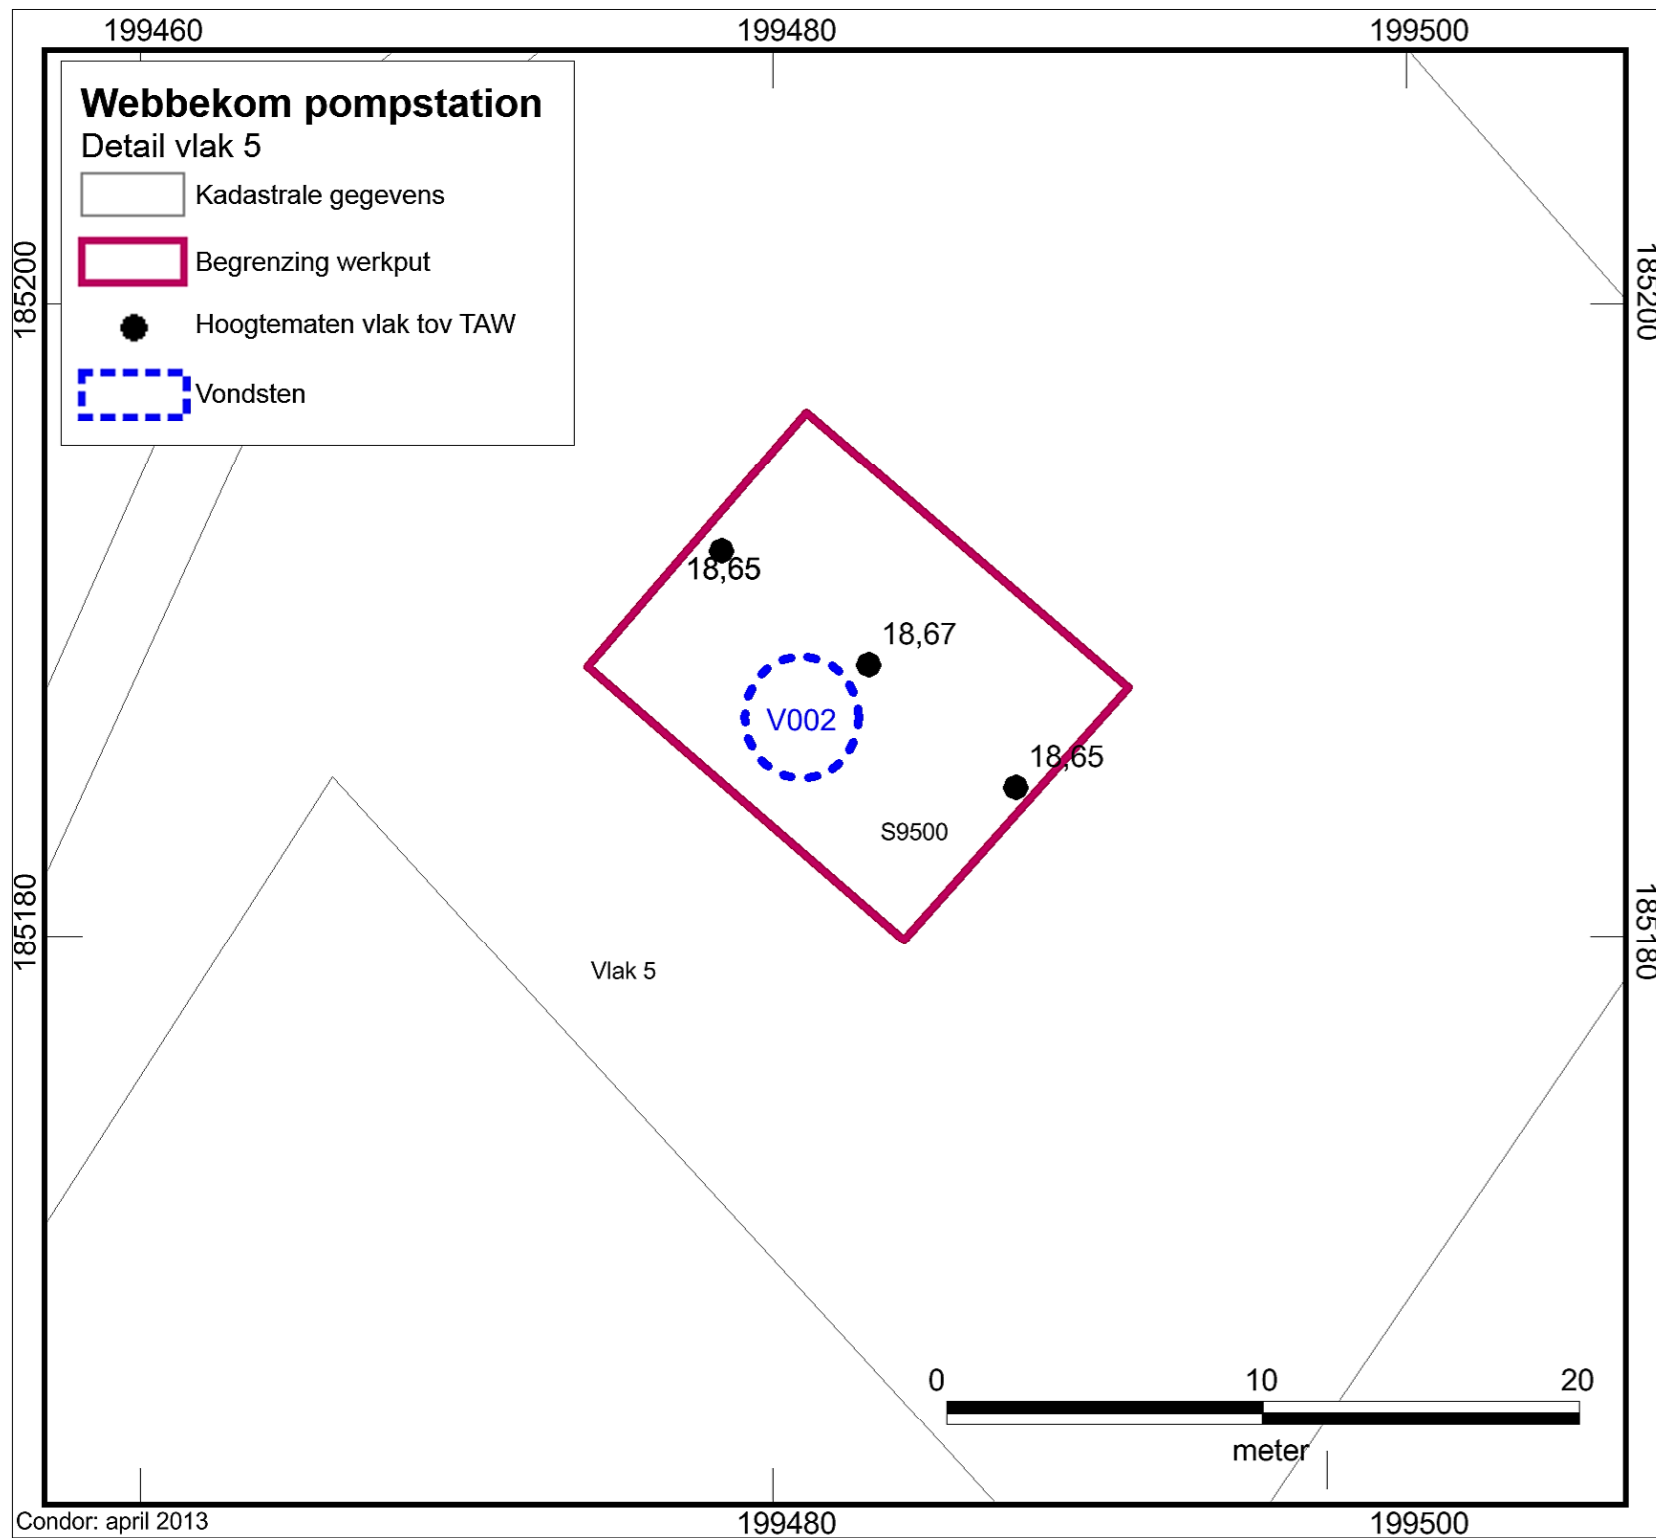 199460
199480
199500
Webbekom pompstation
Detail vlak 5
Kadastrale gegevens
Begrenzing werkput
Hoogtematen vlak tov TAW
Vondsten
185200
185200
18,65
18,67
V002
18,65
S9500
185180
185180
Vlak 5
0
10
20
meter
Condor: april 2013
199480
199500